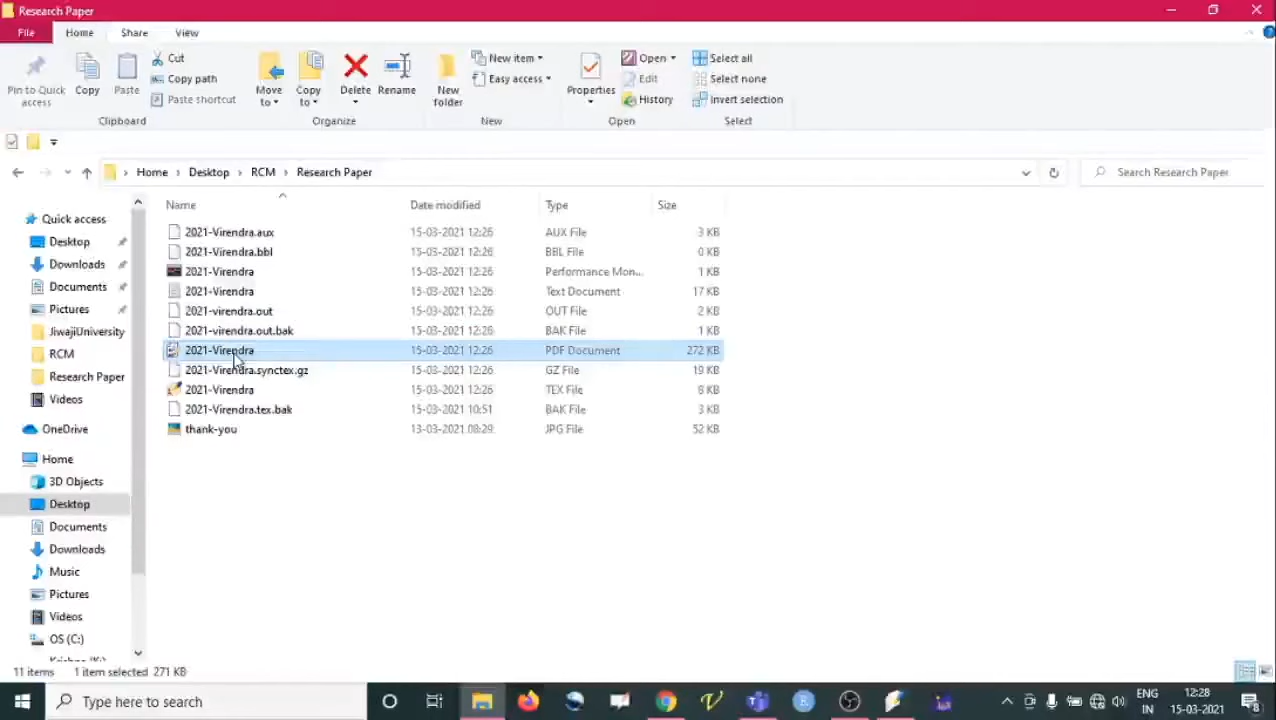 Research Paper
File Home Share View
Pin to Quick access
Copy
Paste
Cut
Copy path
Paste shortcut
Clipboard
Move to
Copy to
Delete
Rename
Organize
New folder
New item
Easy access
New
Properties
Open
Edit
History
Open
Select all
Select none
Invert selection
Select
Home > Desktop > RCM > Research Paper
Search Research Paper
Quick access
Desktop
Downloads
Documents
Pictures
JiwajiUniversity
RCM
Research Paper
Videos
OneDrive
Home
3D Objects
Desktop
Documents
Downloads
Music
Pictures
Videos
OS (C:)
Name Date modified Type Size
2021-Virendra.aux 15-03-2021 12:26 AUX File 3 KB
2021-Virendra.bbl 15-03-2021 12:26 BBL File 0 KB
2021-Virendra 15-03-2021 12:26 Performance Mon... 1 KB
2021-Virendra 15-03-2021 12:26 Text Document 17 KB
2021-virendra.out 15-03-2021 12:26 OUT File 2 KB
2021-virendra.out.bak 15-03-2021 12:26 BAK File 1 KB
2021-Virendra 15-03-2021 12:26 PDF Document 272 KB
2021-Virendra.synctex.gz 15-03-2021 12:26 GZ File 19 KB
2021-Virendra 15-03-2021 12:26 TEX File 8 KB
2021-Virendra.tex.bak 15-03-2021 10:51 BAK File 3 KB
thank-you 13-03-2021 08:29 JPG File 52 KB
11 items 1 item selected 271 KB
Type here to search
ENG
IN
12:28
15-03-2021